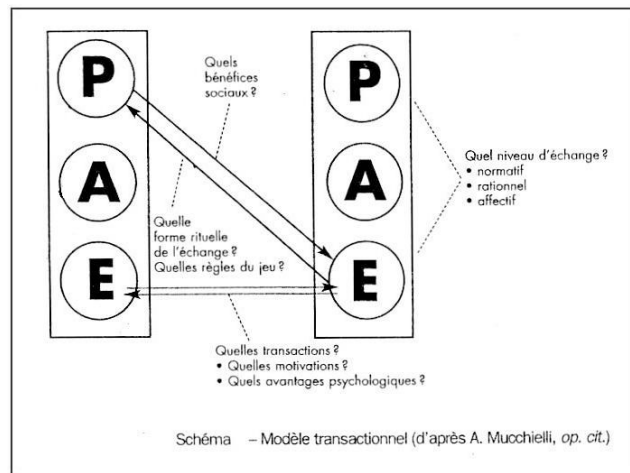 P
A
E
P
A
E
Quels
bénéfices
sociaux ?
Quel niveau d'échange ?
• normatif
• rationnel
• affectif
Quelle
forme rituelle
de l'échange ?
Quelles règles du jeu ?
Quelles transactions ?
• Quelles motivations ?
• Quels avantages psychologiques ?
Schéma – Modèle transactionnel (d'après A. Mucchielli, op. cit.)